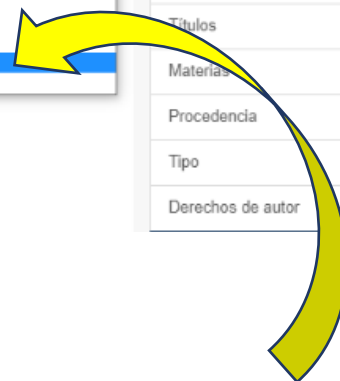 Títulos
Materias
Procedencia
Tipo
Derechos de autor